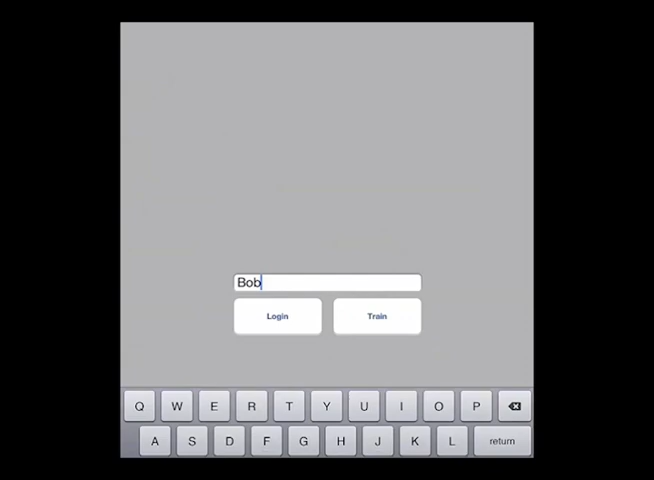 Bob
Login Train
Q W E R T Y U I O P
A S D F G H J K L return